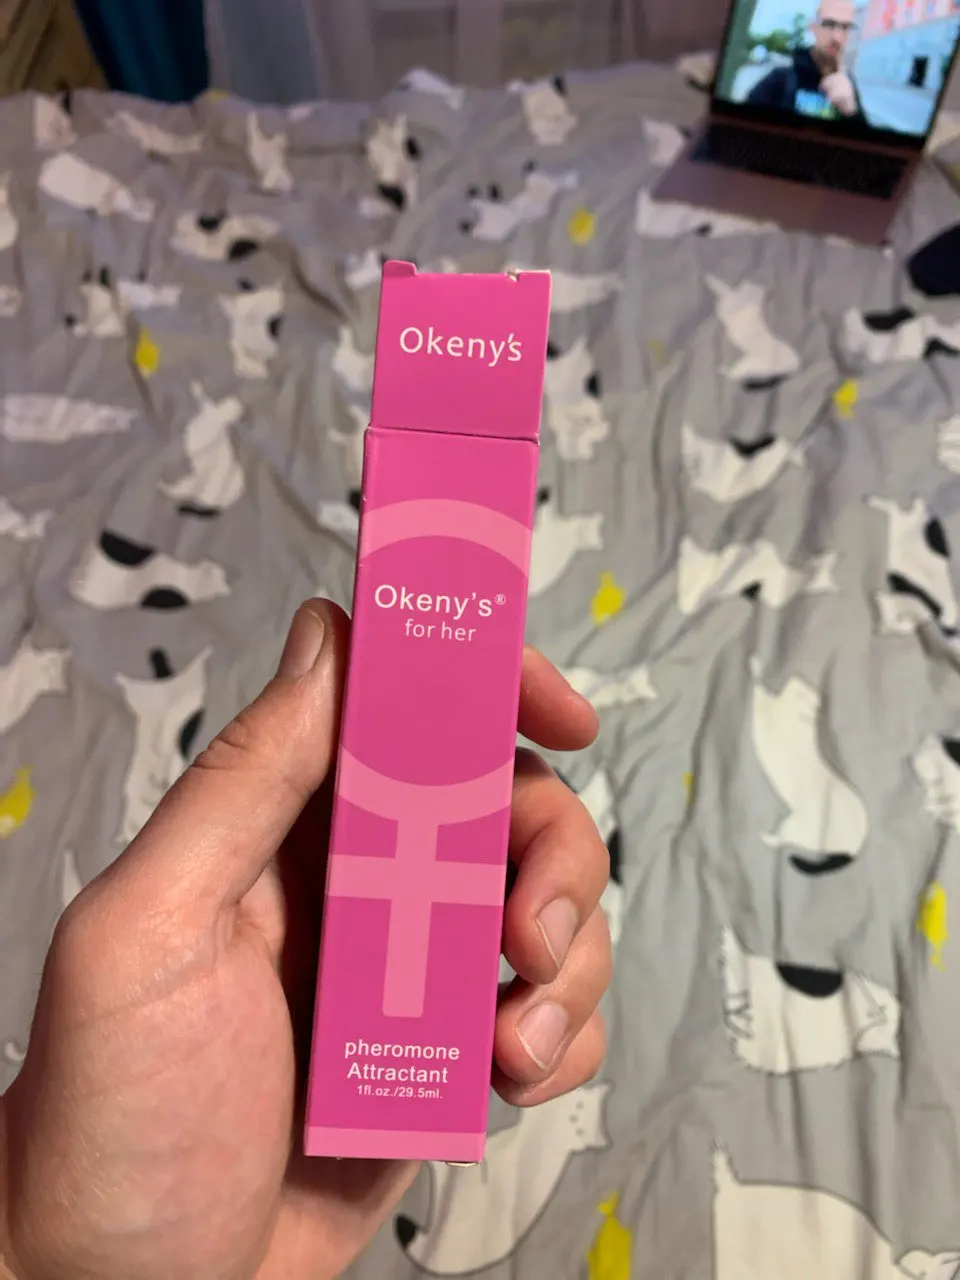 Okeny's
Okeny's®
for her
pheromone
Attractant
1fl.oz./29.5ml.